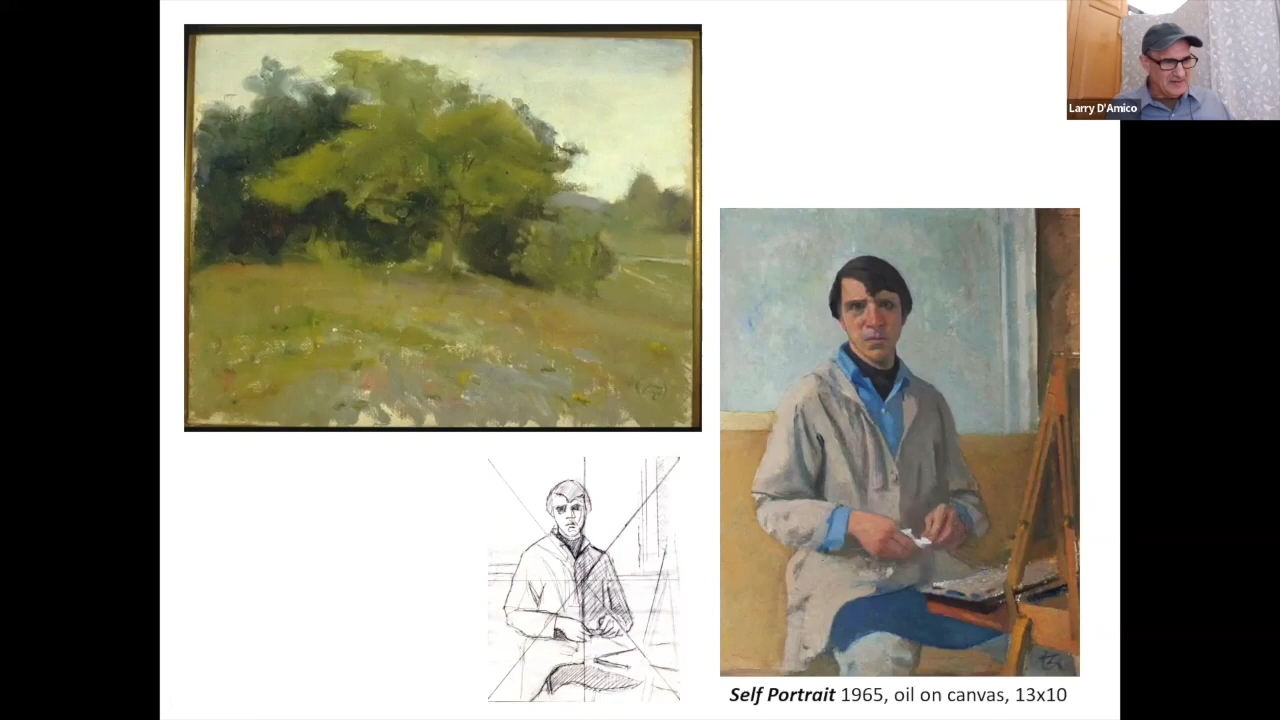 Larry D'Amico
Self Portrait 1965, oil on canvas, 13x10